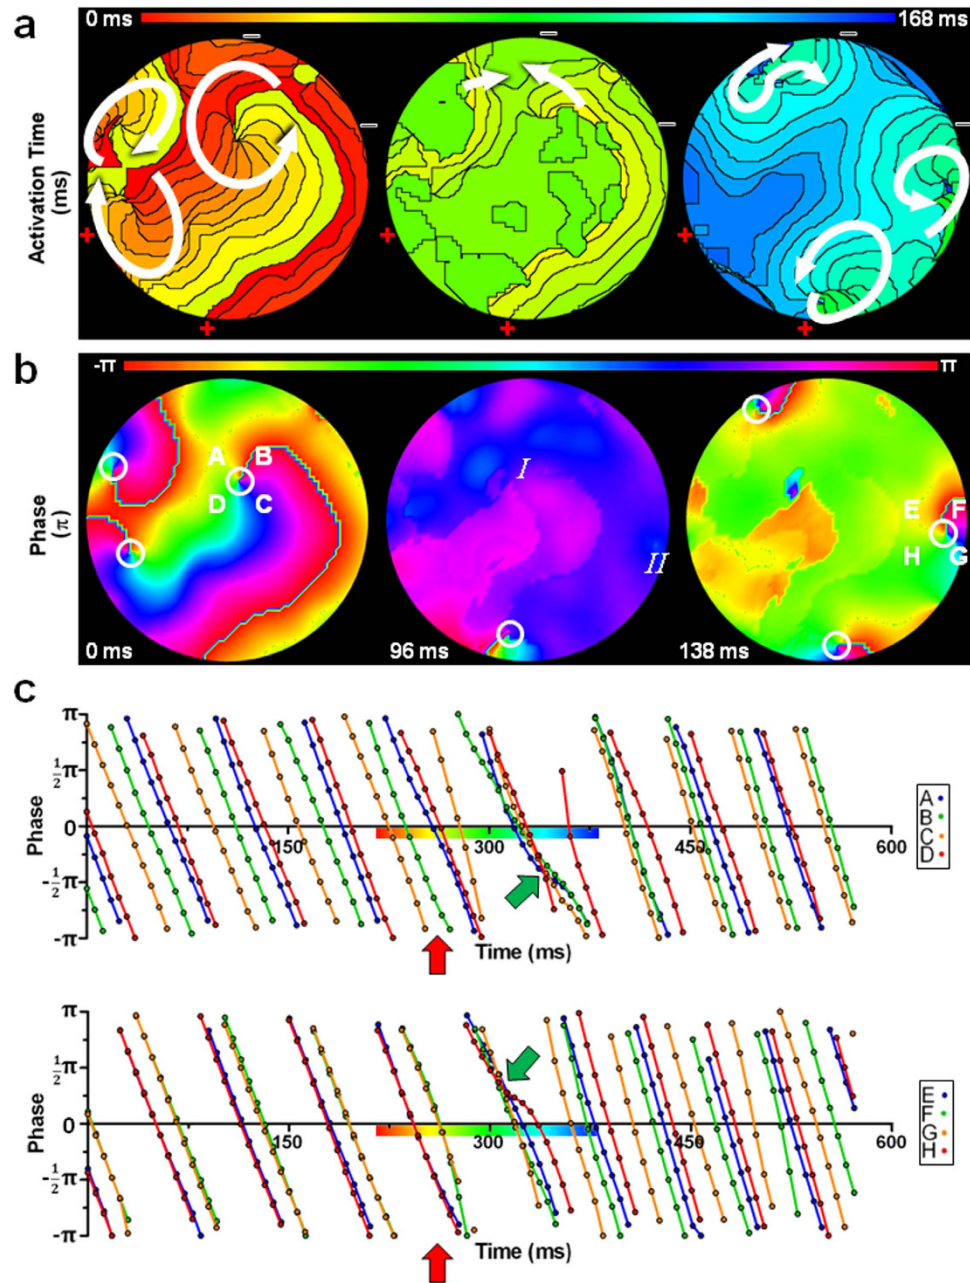 a
0 ms 168 ms
Activation Time
(ms)
+ + + + + +
b
-π π
Phase
(π)
A B
D C
0 ms
I
II
96 ms
E F
H G
138 ms
c
Phase
π
½π
0
-½π
-π
150 300 450 600
Time (ms)
A
B
C
D
Phase
π
½π
0
-½π
-π
150 300 450 600
Time (ms)
E
F
G
H